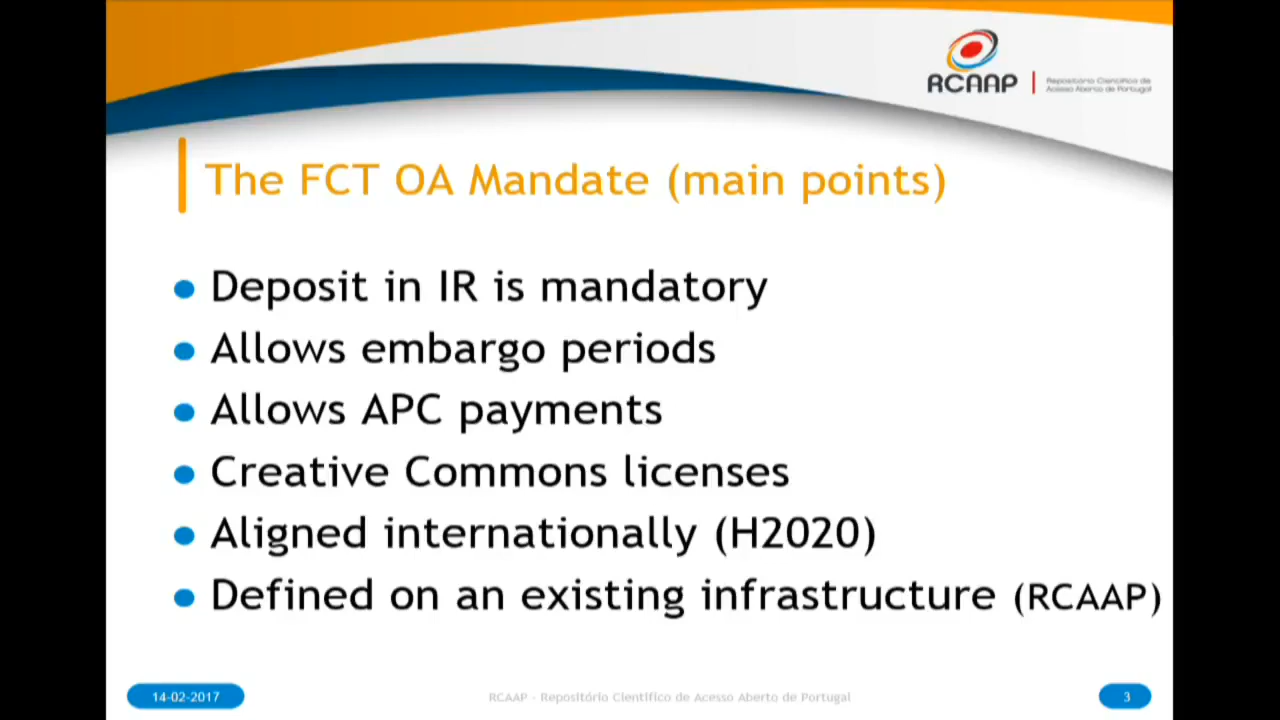 RCAAP
Repositório Científico de
Acesso Aberto de Portugal
The FCT OA Mandate (main points)
Deposit in IR is mandatory
Allows embargo periods
Allows APC payments
Creative Commons licenses
Aligned internationally (H2020)
Defined on an existing infrastructure (RCAAP)
14-02-2017
RCAAP - Repositório Científico de Acesso Aberto de Portugal
3